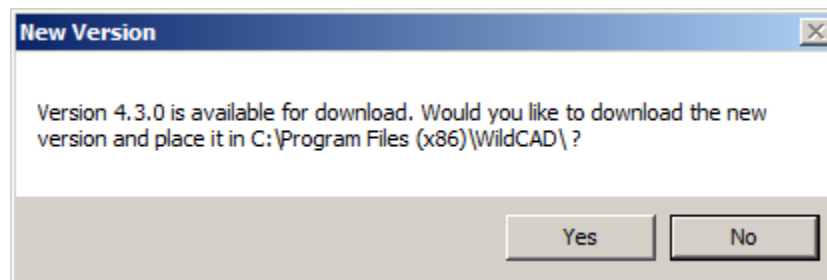 New Version
Version 4.3.0 is available for download. Would you like to download the new
version and place it in C:\Program Files (x86)\WildCAD\ ?
Yes
No